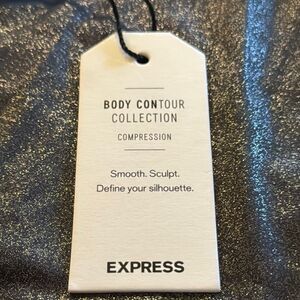 BODY CONTOUR
COLLECTION
COMPRESSION
Smooth. Sculpt.
Define your silhouette.
EXPRESS